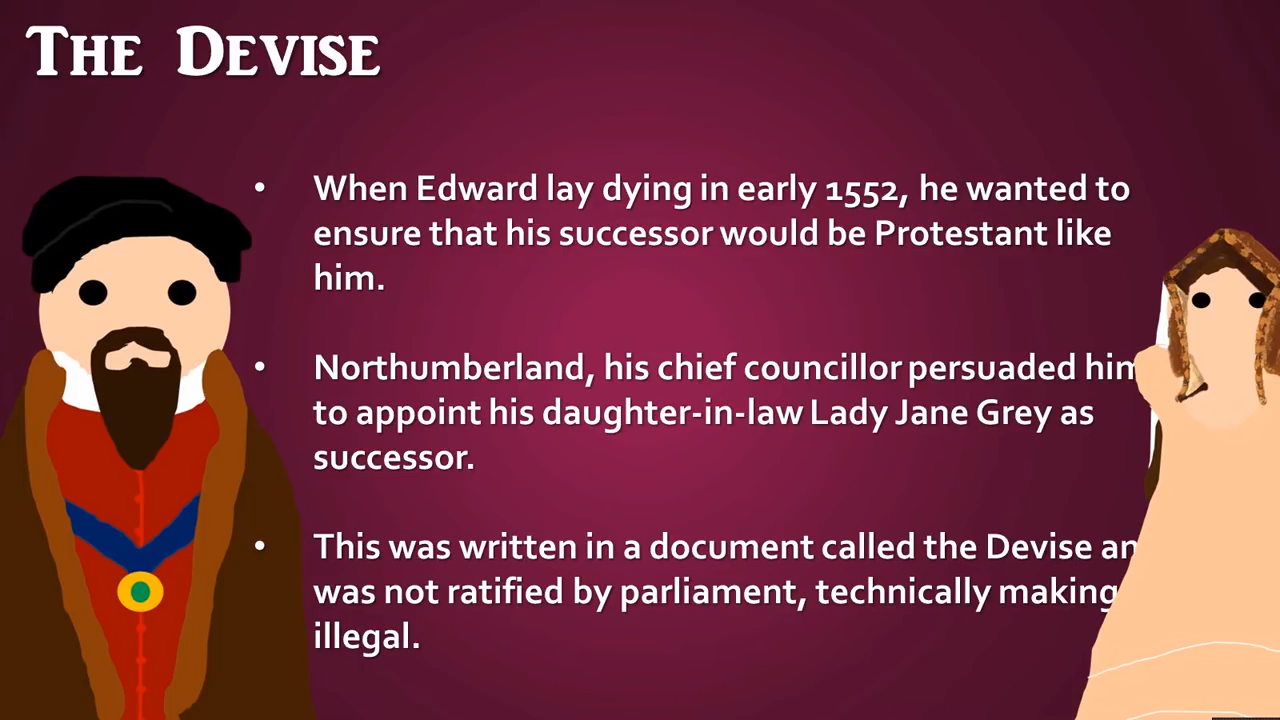 The Devise
• When Edward lay dying in early 1552, he wanted to
ensure that his successor would be Protestant like
him.
• Northumberland, his chief councillor persuaded him
to appoint his daughter-in-law Lady Jane Grey as
successor.
• This was written in a document called the Devise an
was not ratified by parliament, technically making
illegal.